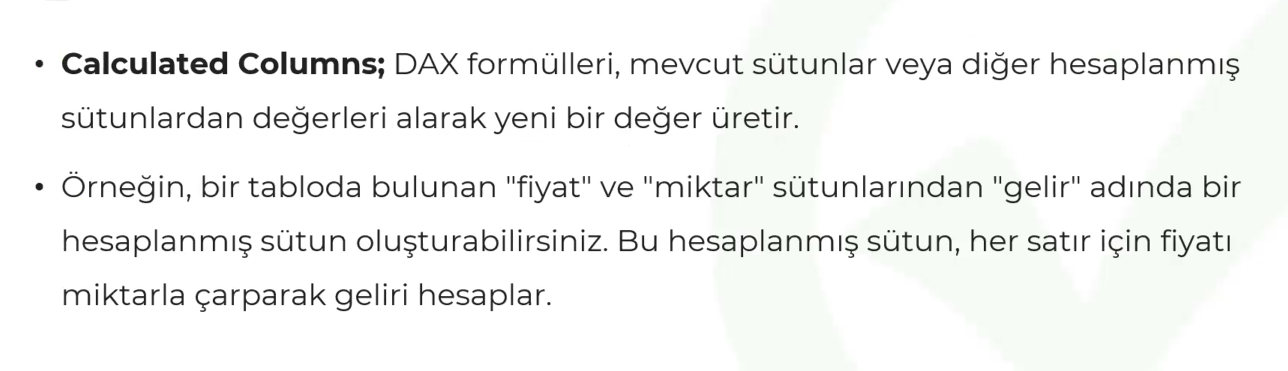 • Calculated Columns; DAX formülleri, mevcut sütunlar veya diğer hesaplanmış
sütunlardan değerleri alarak yeni bir değer üretir.
• Örneğin, bir tabloda bulunan "fiyat" ve "miktar" sütunlarından "gelir" adında bir
hesaplanmış sütun oluşturabilirsiniz. Bu hesaplanmış sütun, her satır için fiyatı
miktarla çarparak geliri hesaplar.